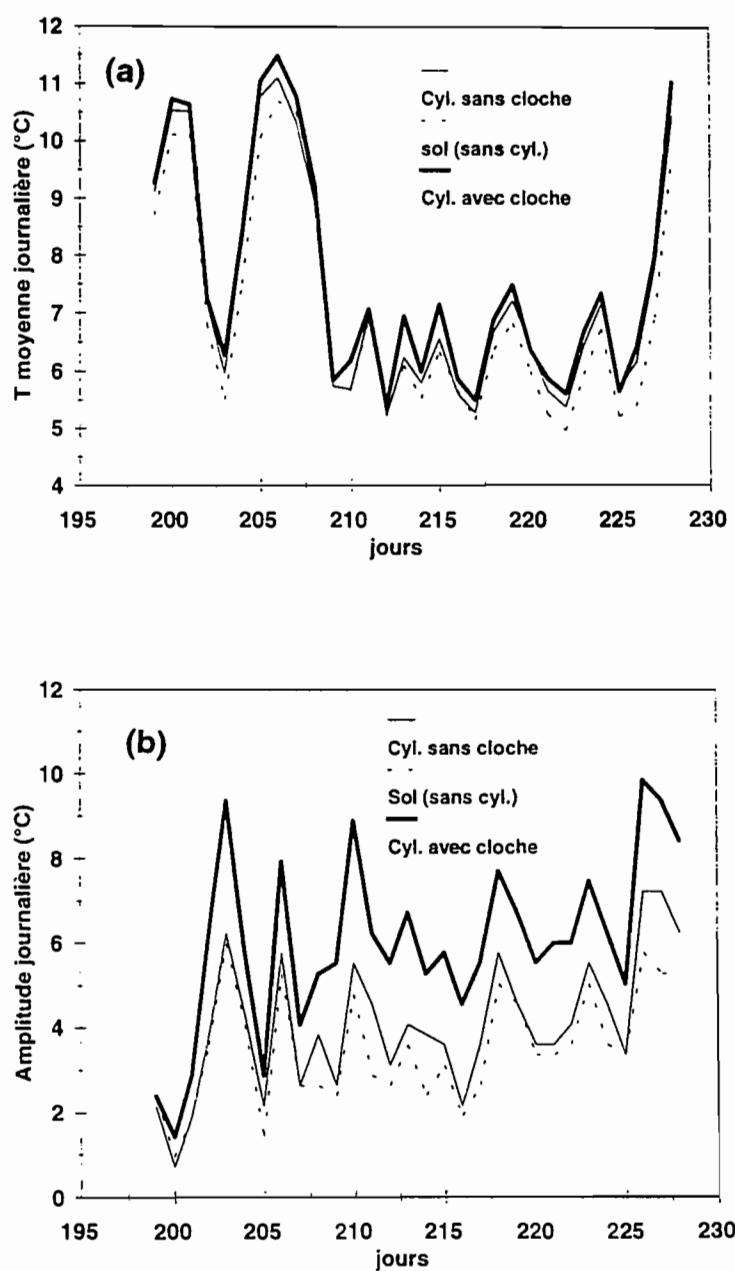 12
(a)
11
Cyl. sans cloche
10
sol (sans cyl.)
9
Cyl. avec cloche
8
7
6
5
4
T moyenne journalière (°C)
195 200 205 210 215 220 225 230
jours
12
(b)
Cyl. sans cloche
10
Sol (sans cyl.)
8
Cyl. avec cloche
6
4
2
0
Amplitude journalière (°C)
195 200 205 210 215 220 225 230
jours